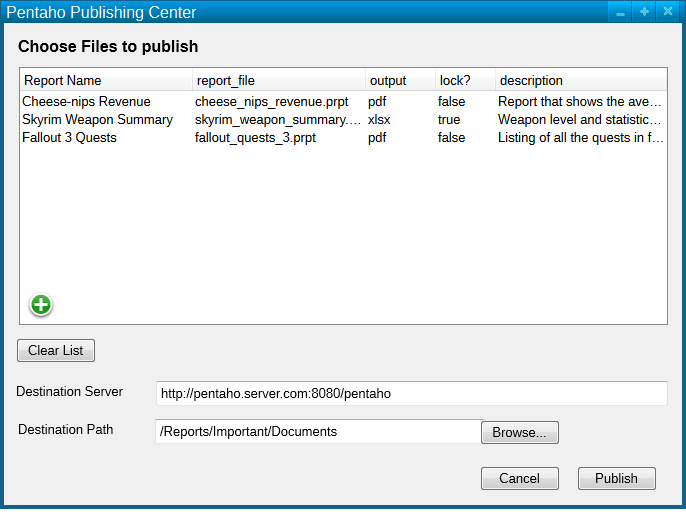 Pentaho Publishing Center
Choose Files to publish
Report Name report_file output lock? description
Cheese-nips Revenue cheese_nips_revenue.prpt pdf false Report that shows the ave...
Skyrim Weapon Summary skyrim_weapon_summary.... xlsx true Weapon level and statistic...
Fallout 3 Quests fallout_quests_3.prpt pdf false Listing of all the quests in f...
Clear List
Destination Server http://pentaho.server.com:8080/pentaho
Destination Path /Reports/Important/Documents Browse...
Cancel Publish